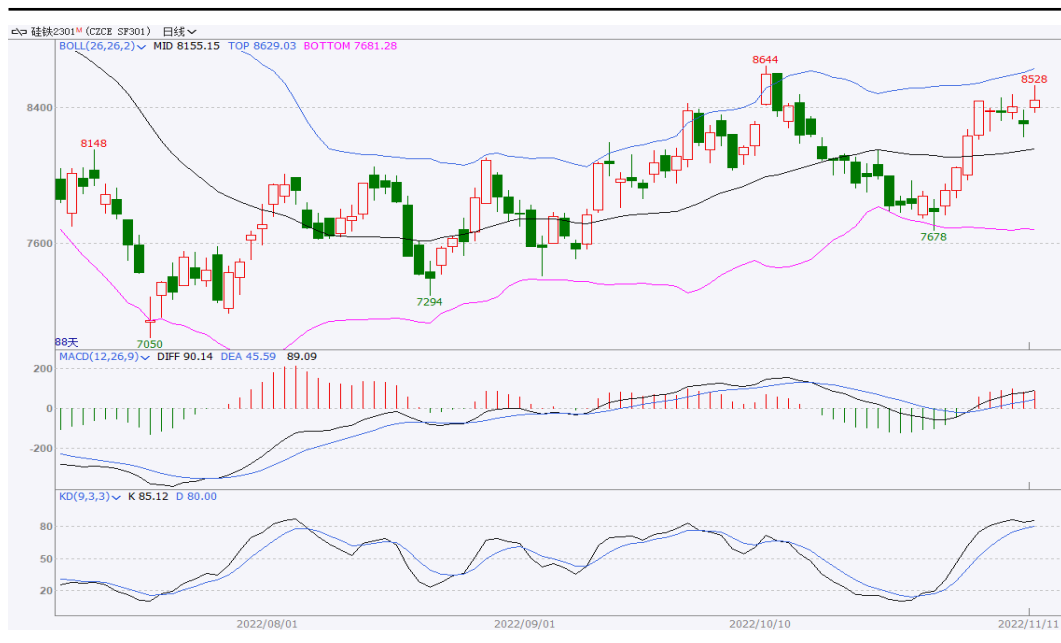 硅铁2301M (CZCE SF301) 日线
BOLL(26,26,2) MID 8155.15 TOP 8629.03 BOTTOM 7681.28
8644
8528
8400
8148
7600
7678
7294
88天
7050
MACD(12,26,9) DIFF 90.14 DEA 45.59 89.09
200
0
-200
KD(9,3,3) K 85.12 D 80.00
80
50
20
2022/08/01 2022/09/01 2022/10/10 2022/11/11